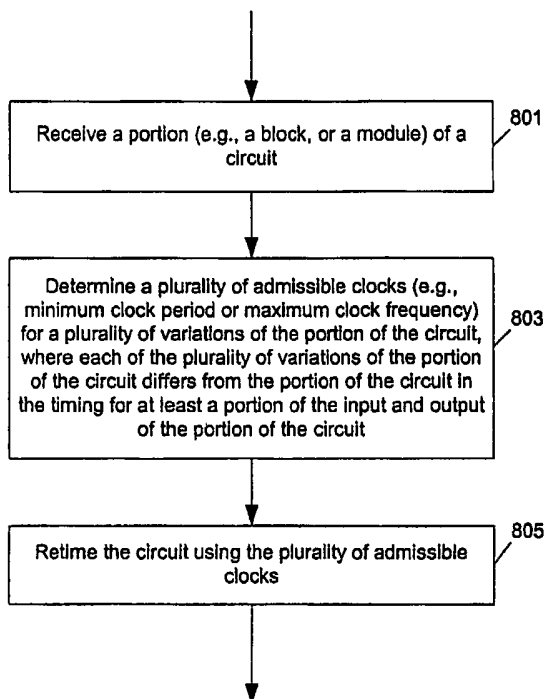 801
Receive a portion (e.g., a block, or a module) of a
circuit
Determine a plurality of admissible clocks (e.g.,
minimum clock period or maximum clock frequency)
for a plurality of variations of the portion of the circuit,
where each of the plurality of variations of the portion
of the circuit differs from the portion of the circuit in
the timing for at least a portion of the input and output
of the portion of the circuit
803
805
Retime the circuit using the plurality of admissible
clocks